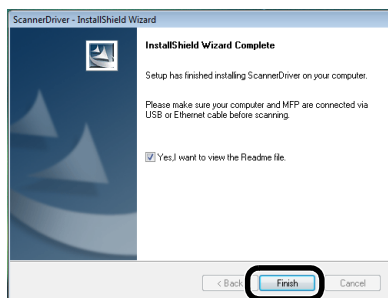 ScannerDriver - InstallShield Wizard
InstallShield Wizard Complete
Setup has finished installing ScannerDriver on your computer.
Please make sure your computer and MFP are connected via
USB or Ethernet cable before scanning.
Yes,I want to view the Readme file.
< Back Finish Cancel